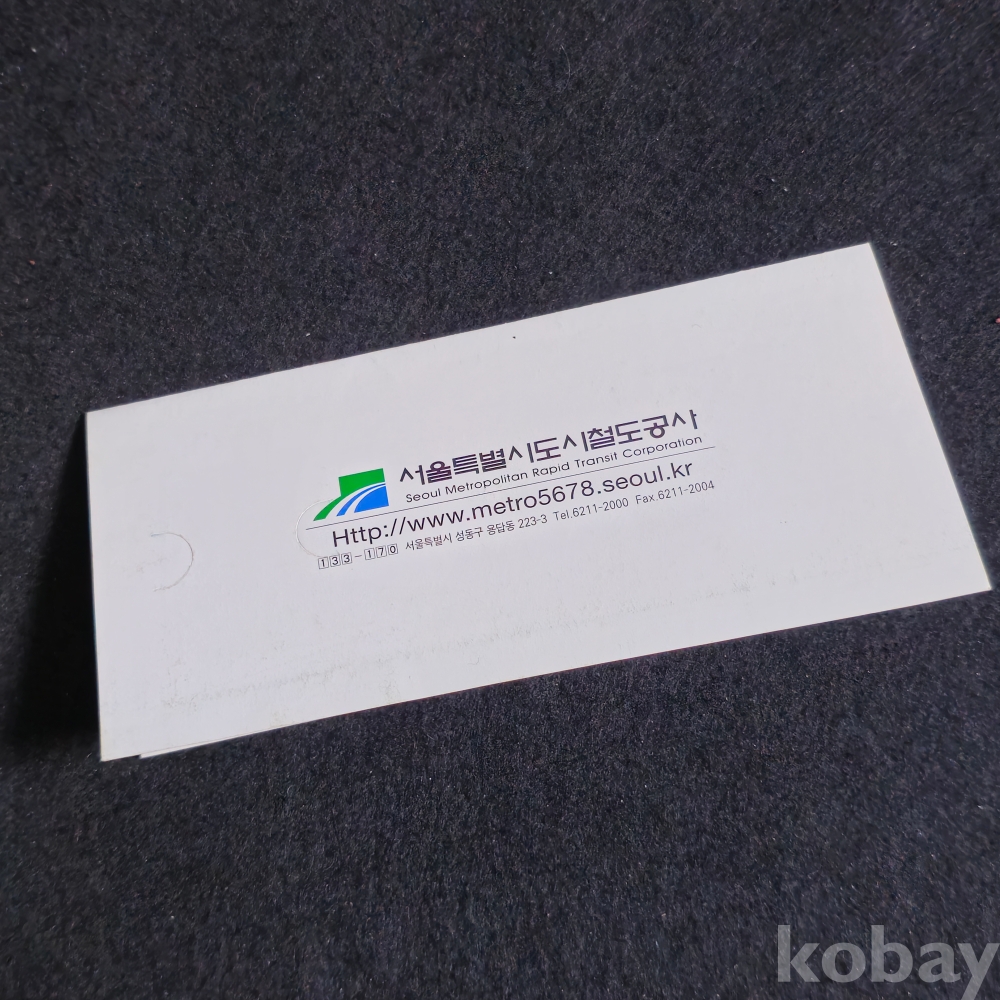 서울특별시도시철도공사
Seoul Metropolitan Rapid Transit Corporation
Http://www.metro5678.seoul.kr
133-170 서울특별시 성동구 용답동 223-3 Tel.6211-2000 Fax.6211-2004
kobay